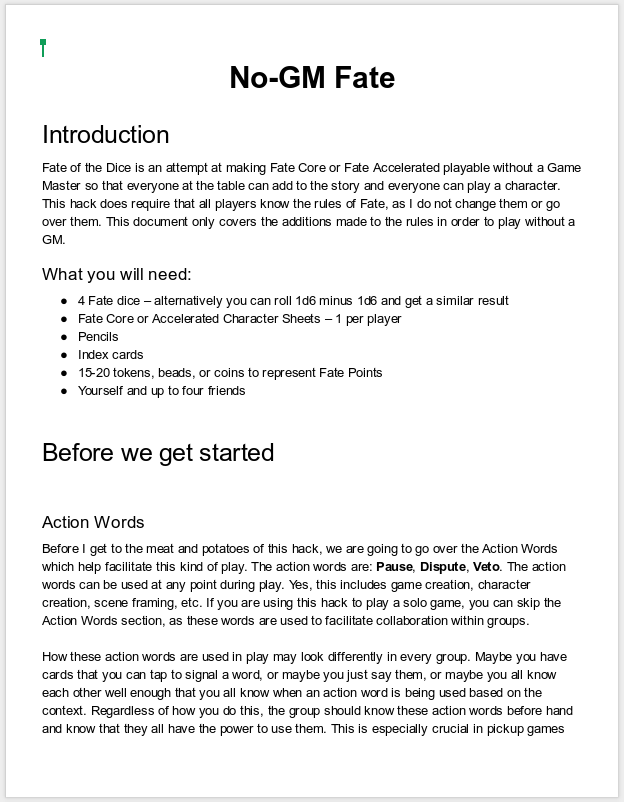 No-GM Fate
Introduction
Fate of the Dice is an attempt at making Fate Core or Fate Accelerated playable without a Game
Master so that everyone at the table can add to the story and everyone can play a character.
This hack does require that all players know the rules of Fate, as I do not change them or go
over them. This document only covers the additions made to the rules in order to play without a
GM.
What you will need:
● 4 Fate dice – alternatively you can roll 1d6 minus 1d6 and get a similar result
● Fate Core or Accelerated Character Sheets – 1 per player
● Pencils
● Index cards
● 15-20 tokens, beads, or coins to represent Fate Points
● Yourself and up to four friends
Before we get started
Action Words
Before I get to the meat and potatoes of this hack, we are going to go over the Action Words
which help facilitate this kind of play. The action words are: Pause, Dispute, Veto. The action
words can be used at any point during play. Yes, this includes game creation, character
creation, scene framing, etc. If you are using this hack to play a solo game, you can skip the
Action Words section, as these words are used to facilitate collaboration within groups.
How these action words are used in play may look differently in every group. Maybe you have
cards that you can tap to signal a word, or maybe you just say them, or maybe you all know
each other well enough that you all know when an action word is being used based on the
context. Regardless of how you do this, the group should know these action words before hand
and know that they all have the power to use them. This is especially crucial in pickup games